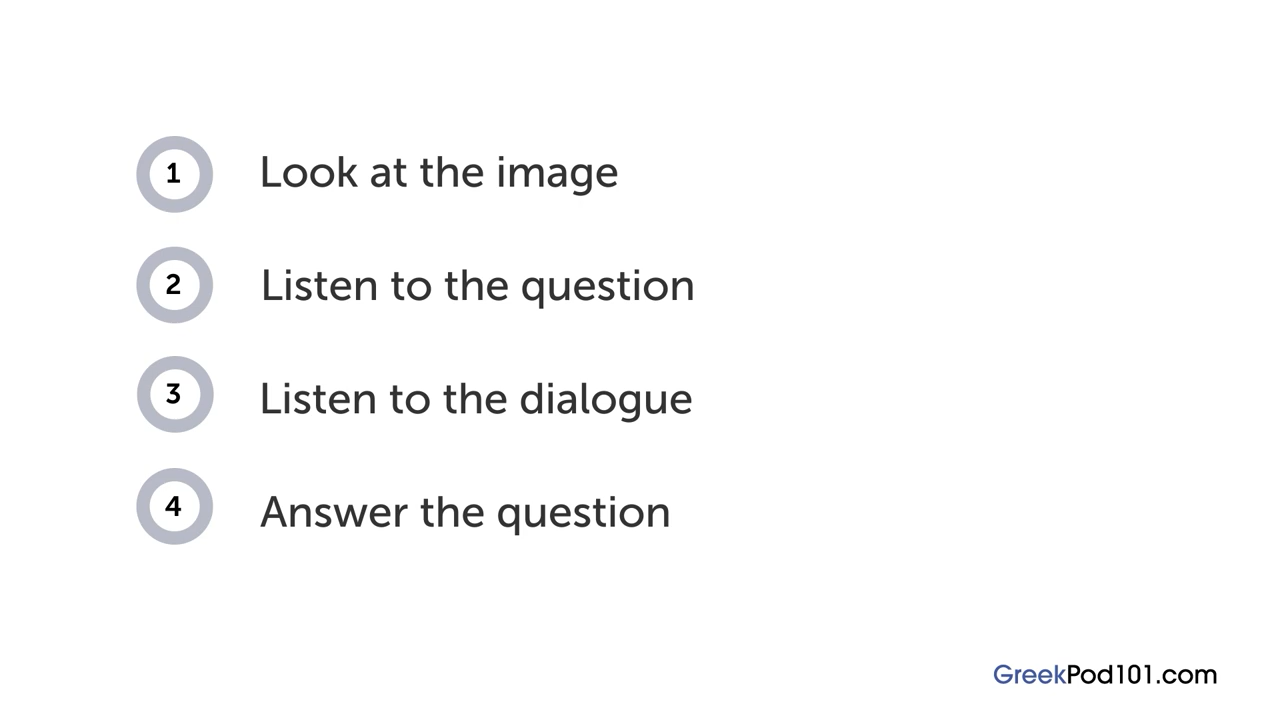 1 Look at the image
2 Listen to the question
3 Listen to the dialogue
4 Answer the question
GreekPod101.com